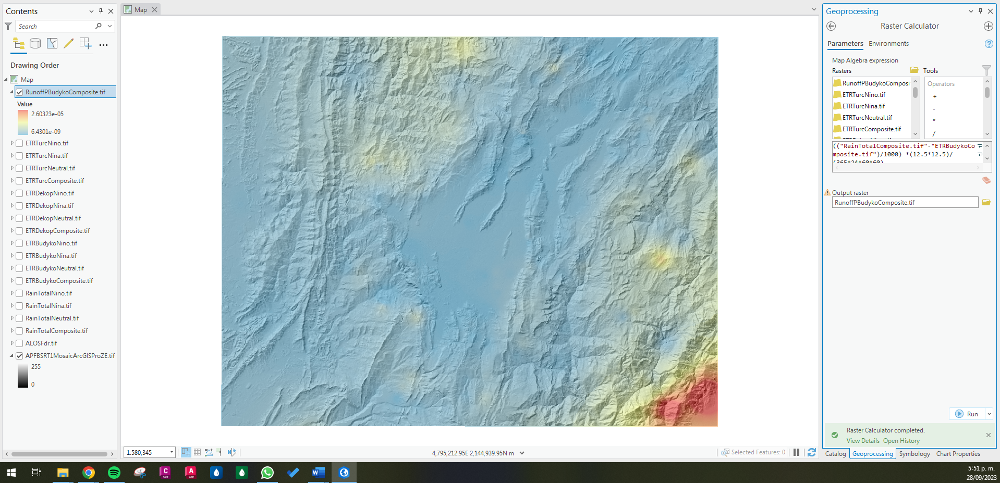 Contents
Search
Drawing Order
Map
RunoffPBudykoComposite.tif
Value
2.60323e-05
6.4301e-09
ETRTurcNino.tif
ETRTurcNina.tif
ETRTurcNeutral.tif
ETRTurcComposite.tif
ETRDekopNino.tif
ETRDekopNina.tif
ETRDekopNeutral.tif
ETRDekopComposite.tif
ETRBudykoNino.tif
ETRBudykoNina.tif
ETRBudykoNeutral.tif
ETRBudykoComposite.tif
RainTotalNino.tif
RainTotalNina.tif
RainTotalNeutral.tif
RainTotalComposite.tif
ALOSFdr.tif
APFBSRT1MosaicArcGISProZE.tif
255
0
Map
1:580,345
4,795,212.95E 2,144,939.95N m
Selected Features: 0
Geoprocessing
Raster Calculator
Parameters Environments
Map Algebra expression
Rasters
Tools
RunoffPBudykoComposi
ETRTurcNino.tif
ETRTurcNina.tif
ETRTurcNeutral.tif
ETRTurcComposite.tif
Operators
+
-
*
/
(("RainTotalComposite.tif"-"ETRBudykoCo
mposite.tif")/1000) *(12.5*12.5)/
(365*24*60*60)
Output raster
RunoffPBudykoComposite.tif
Run
Raster Calculator completed.
View Details Open History
Catalog Geoprocessing Symbology Chart Properties
5:51 p. m.
28/09/2023